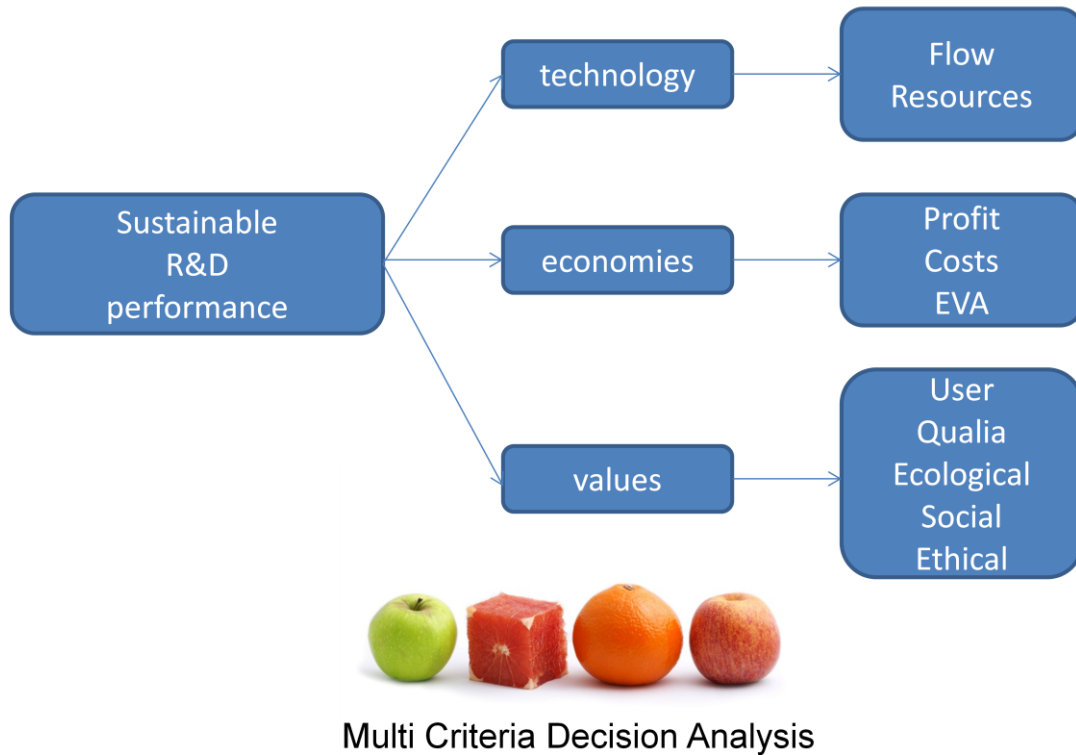 Sustainable
R&D
performance
technology
Flow
Resources
economies
Profit
Costs
EVA
values
User
Qualia
Ecological
Social
Ethical
Multi Criteria Decision Analysis